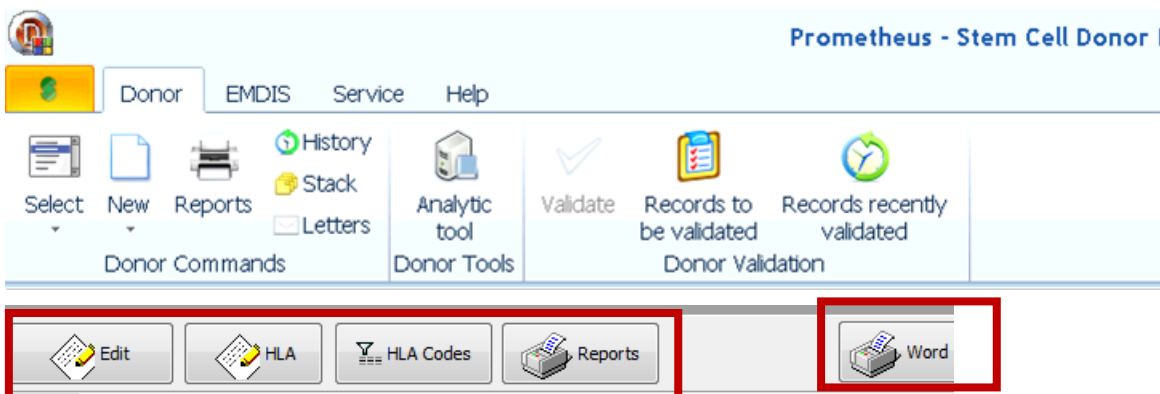 Prometheus - Stem Cell Donor
Donor EMDIS Service Help
Select New Reports History Stack Letters
Analytic tool
Validate Records to be validated Records recently validated
Donor Commands Donor Tools Donor Validation
Edit HLA HLA Codes Reports Word